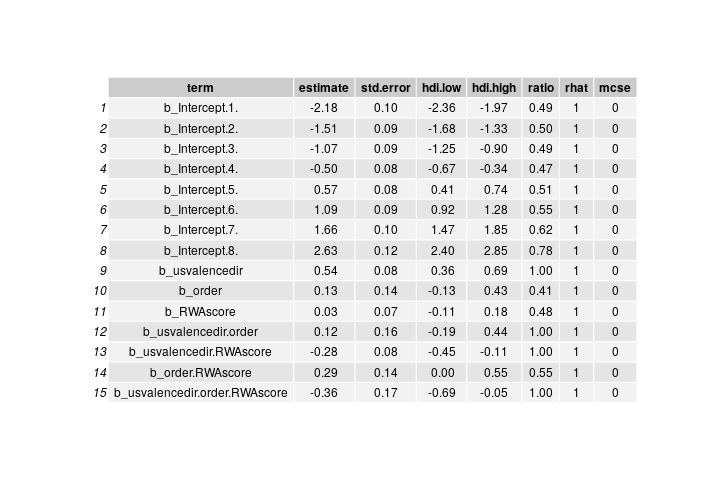 term estimate std.error hdi.low hdi.high ratio rhat mcse
1 b_Intercept.1. -2.18 0.10 -2.36 -1.97 0.49 1 0
2 b_Intercept.2. -1.51 0.09 -1.68 -1.33 0.50 1 0
3 b_Intercept.3. -1.07 0.09 -1.25 -0.90 0.49 1 0
4 b_Intercept.4. -0.50 0.08 -0.67 -0.34 0.47 1 0
5 b_Intercept.5. 0.57 0.08 0.41 0.74 0.51 1 0
6 b_Intercept.6. 1.09 0.09 0.92 1.28 0.55 1 0
7 b_Intercept.7. 1.66 0.10 1.47 1.85 0.62 1 0
8 b_Intercept.8. 2.63 0.12 2.40 2.85 0.78 1 0
9 b_usvalencedir 0.54 0.08 0.36 0.69 1.00 1 0
10 b_order 0.13 0.14 -0.13 0.43 0.41 1 0
11 b_RWAscore 0.03 0.07 -0.11 0.18 0.48 1 0
12 b_usvalencedir.order 0.12 0.16 -0.19 0.44 1.00 1 0
13 b_usvalencedir.RWAscore -0.28 0.08 -0.45 -0.11 1.00 1 0
14 b_order.RWAscore 0.29 0.14 0.00 0.55 0.55 1 0
15 b_usvalencedir.order.RWAscore -0.36 0.17 -0.69 -0.05 1.00 1 0